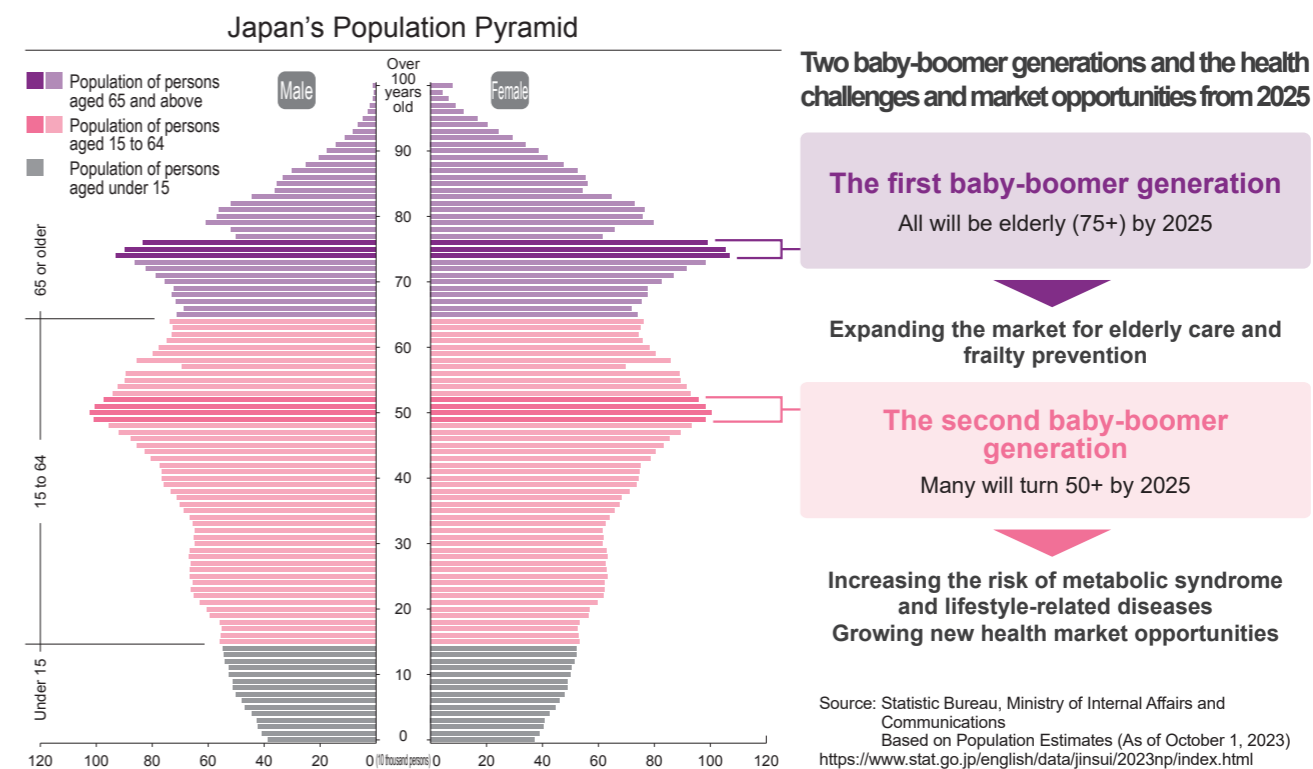 Japan's Population Pyramid
Population of persons
aged 65 and above
Population of persons
aged 15 to 64
Population of persons
aged under 15
Male
Over
100
years
old
Female
90
80
70
60
50
40
30
20
10
0
65 or older
15 to 64
Under 15
120 100 80 60 40 20 0 (10 thousand persons) 0 20 40 60 80 100 120
Two baby-boomer generations and the health
challenges and market opportunities from 2025
The first baby-boomer generation
All will be elderly (75+) by 2025
Expanding the market for elderly care and
frailty prevention
The second baby-boomer
generation
Many will turn 50+ by 2025
Increasing the risk of metabolic syndrome
and lifestyle-related diseases
Growing new health market opportunities
Source: Statistic Bureau, Ministry of Internal Affairs and
Communications
Based on Population Estimates (As of October 1, 2023)
https://www.stat.go.jp/english/data/jinsui/2023np/index.html